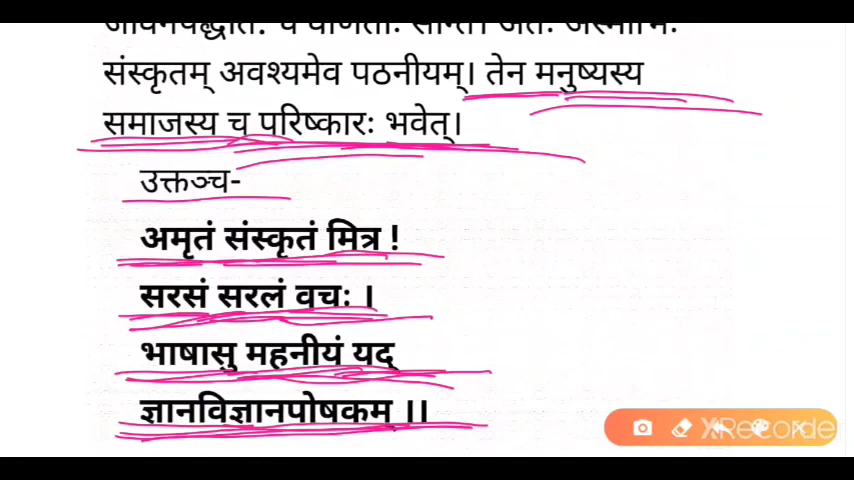 संस्कृतम् अवश्यमेव पठनीयम्। तेन मनुष्यस्य
समाजस्य च परिष्कारः भवेत्।
उक्तञ्च-
अमृतं संस्कृतं मित्र !
सरसं सरलं वचः ।
भाषासु महनीयं यद्
ज्ञानविज्ञानपोषकम ।।
XRecorder